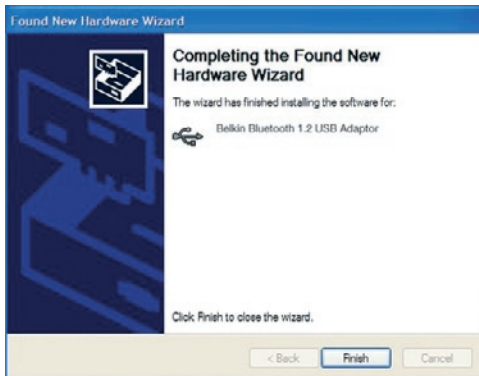 Found New Hardware Wizard
Completing the Found New
Hardware Wizard
The wizard has finished installing the software for:
Belkin Bluetooth 1.2 USB Adaptor
Click Finish to close the wizard.
< Back Finish Cancel